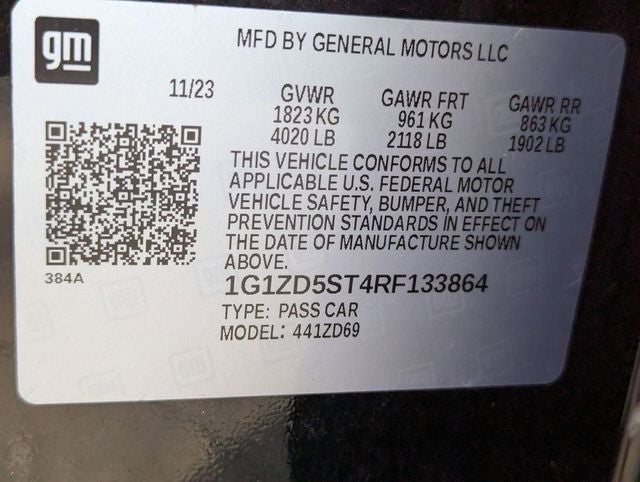 gm
MFD BY GENERAL MOTORS LLC
11/23 GVWR GAWR FRT GAWR RR
1823 KG 961 KG 863 KG
4020 LB 2118 LB 1902 LB
THIS VEHICLE CONFORMS TO ALL
APPLICABLE U.S. FEDERAL MOTOR
VEHICLE SAFETY, BUMPER, AND THEFT
PREVENTION STANDARDS IN EFFECT ON
THE DATE OF MANUFACTURE SHOWN
ABOVE.
384A
1G1ZD5ST4RF133864
TYPE: PASS CAR
MODEL: 441ZD69